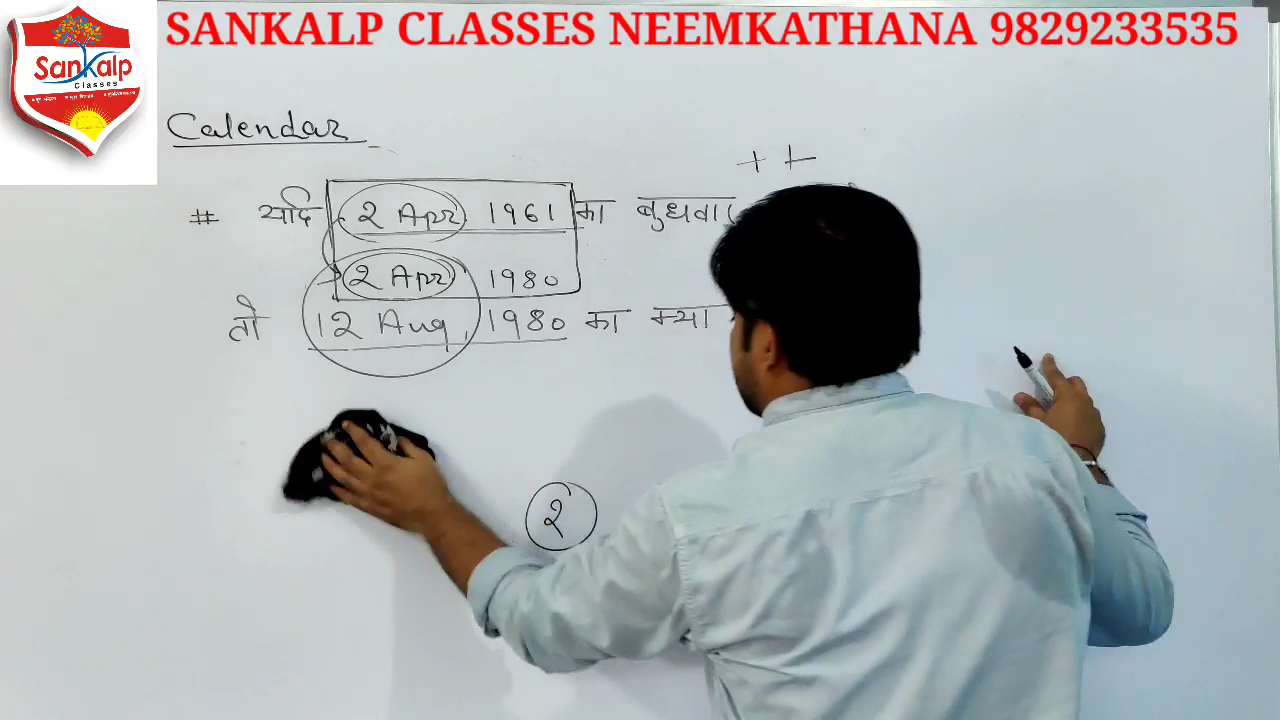 SANKALP CLASSES NEEMKATHANA 9829233535
Sankalp
Classes
Calendar
# यदि 2 Apr 1961 का बुधवार
2 Apr 1980
तो 12 Aug, 1980 का क्या
2